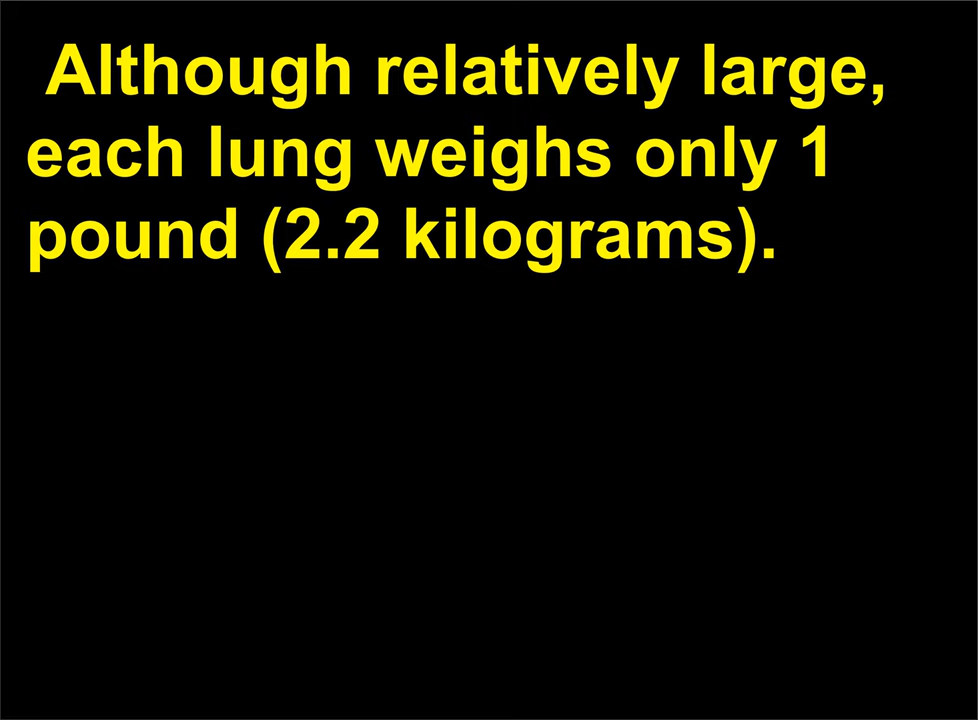 Although relatively large,
each lung weighs only 1
pound (2.2 kilograms).